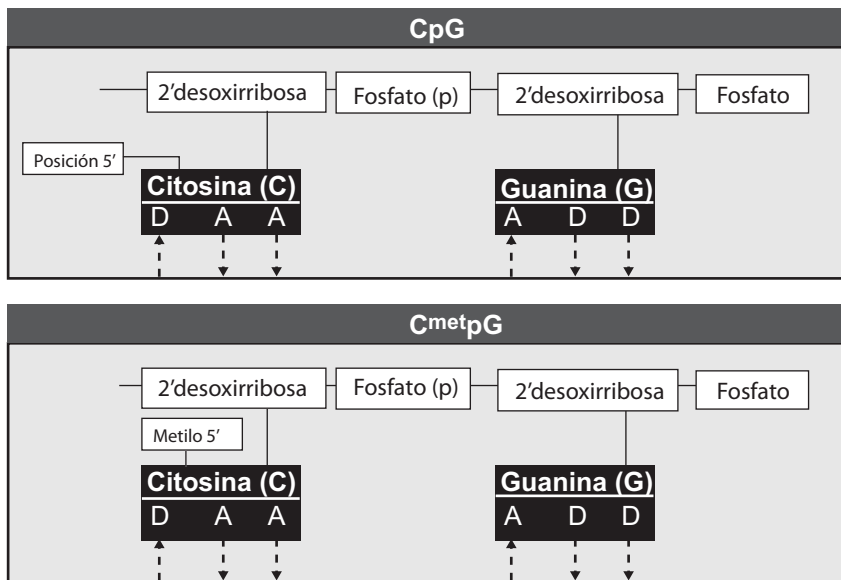 CpG
2'desoxirribosa Fosfato (p) 2'desoxirribosa Fosfato
Posición 5'
Citosina (C) Guanina (G)
D A A A D D
CmetpG
2'desoxirribosa Fosfato (p) 2'desoxirribosa Fosfato
Metilo 5'
Citosina (C) Guanina (G)
D A A A D D